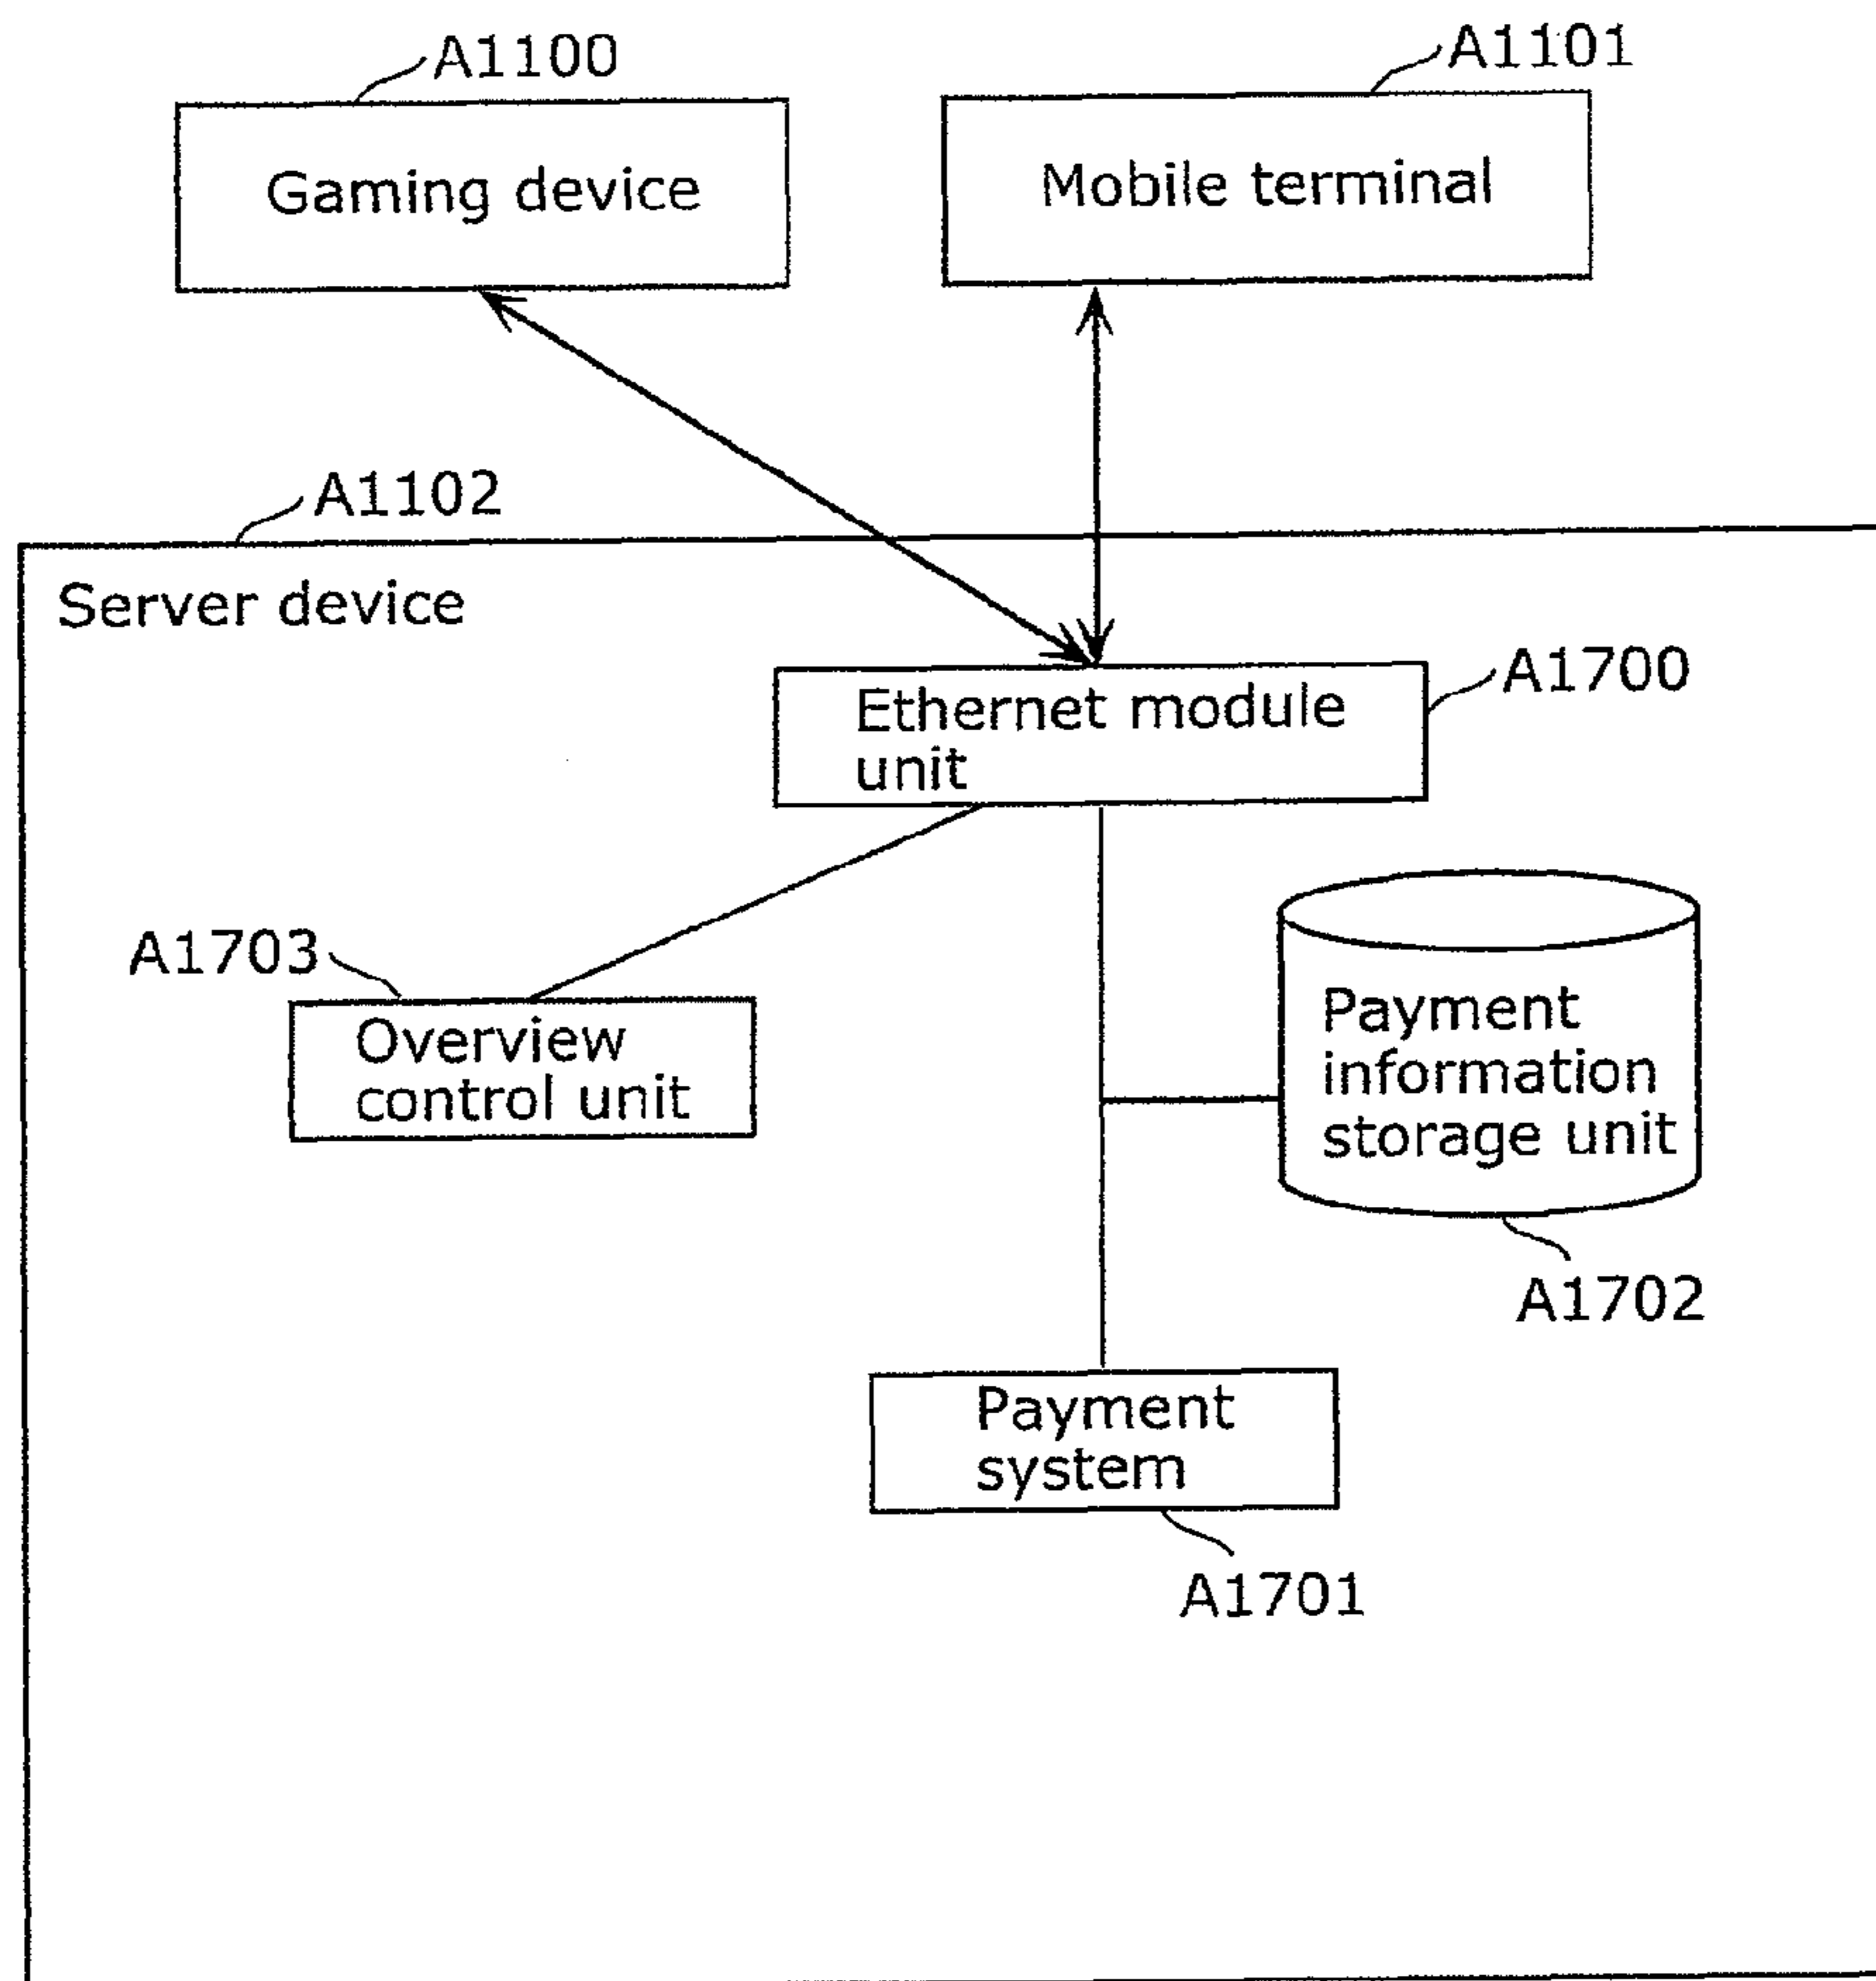 A1100
A1101
Gaming device
Mobile terminal
A1102
Server device
Ethernet module
unit
A1700
A1703
Overview
control unit
Payment
information
storage unit
A1702
Payment
system
A1701